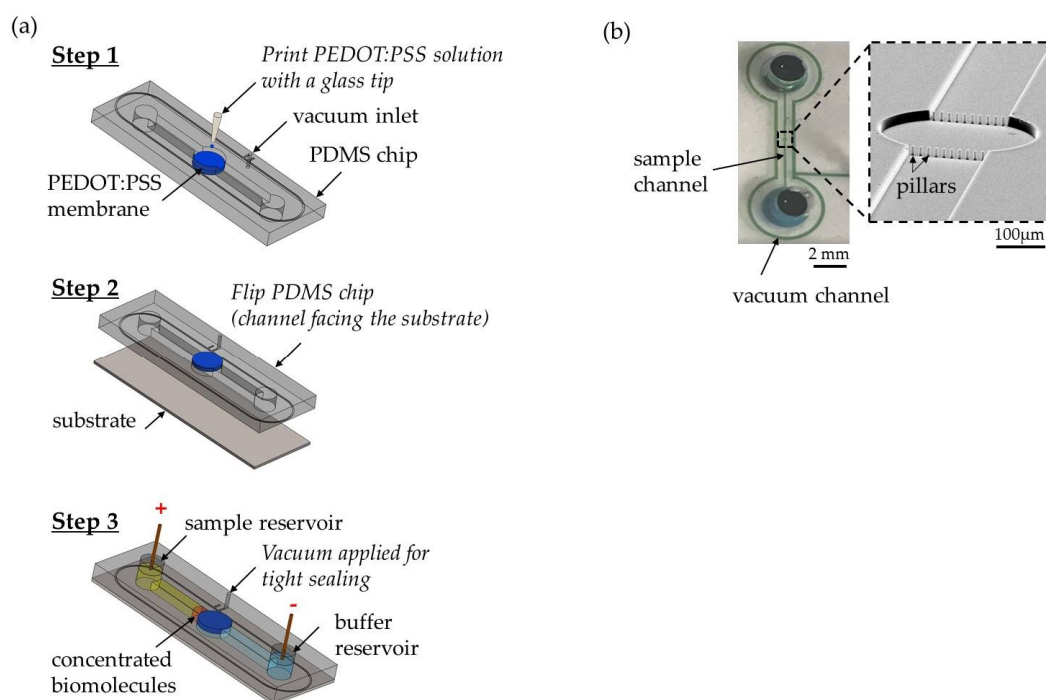 (a)
Step 1
Print PEDOT:PSS solution
with a glass tip
vacuum inlet
PDMS chip
PEDOT:PSS
membrane
Step 2
Flip PDMS chip
(channel facing the substrate)
substrate
Step 3
+
sample reservoir
Vacuum applied for
tight sealing
-
buffer
reservoir
concentrated
biomolecules
(b)
sample
channel
pillars
100μm
2 mm
vacuum channel